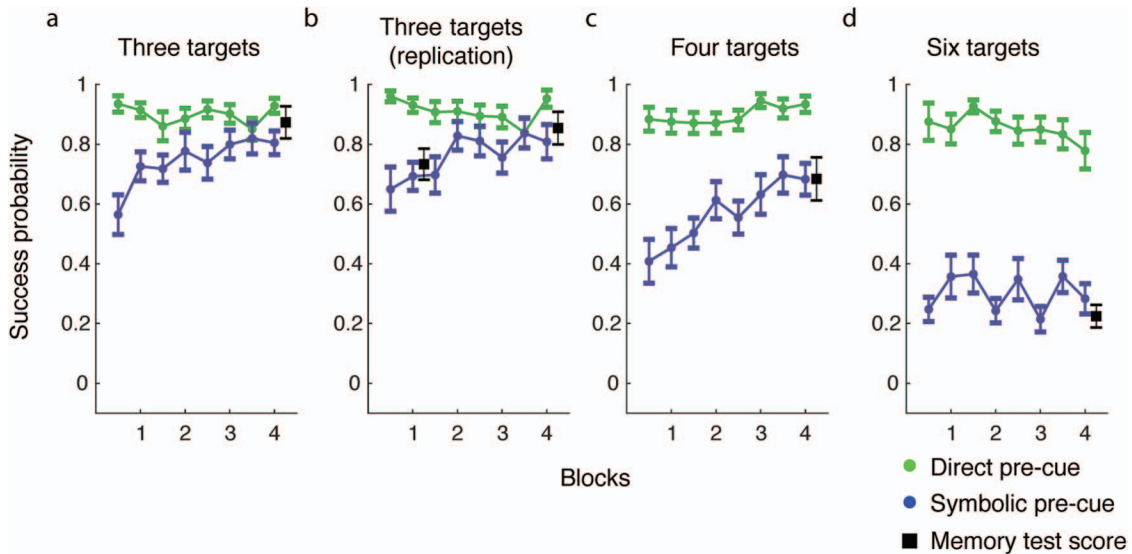 a
Three targets
b
Three targets
(replication)
c
Four targets
d
Six targets
Success probability
1
0.8
0.6
0.4
0.2
0
1 2 3 4
1
0.8
0.6
0.4
0.2
0
1 2 3 4
1
0.8
0.6
0.4
0.2
0
1 2 3 4
1
0.8
0.6
0.4
0.2
0
1 2 3 4
Blocks
Direct pre-cue
Symbolic pre-cue
Memory test score